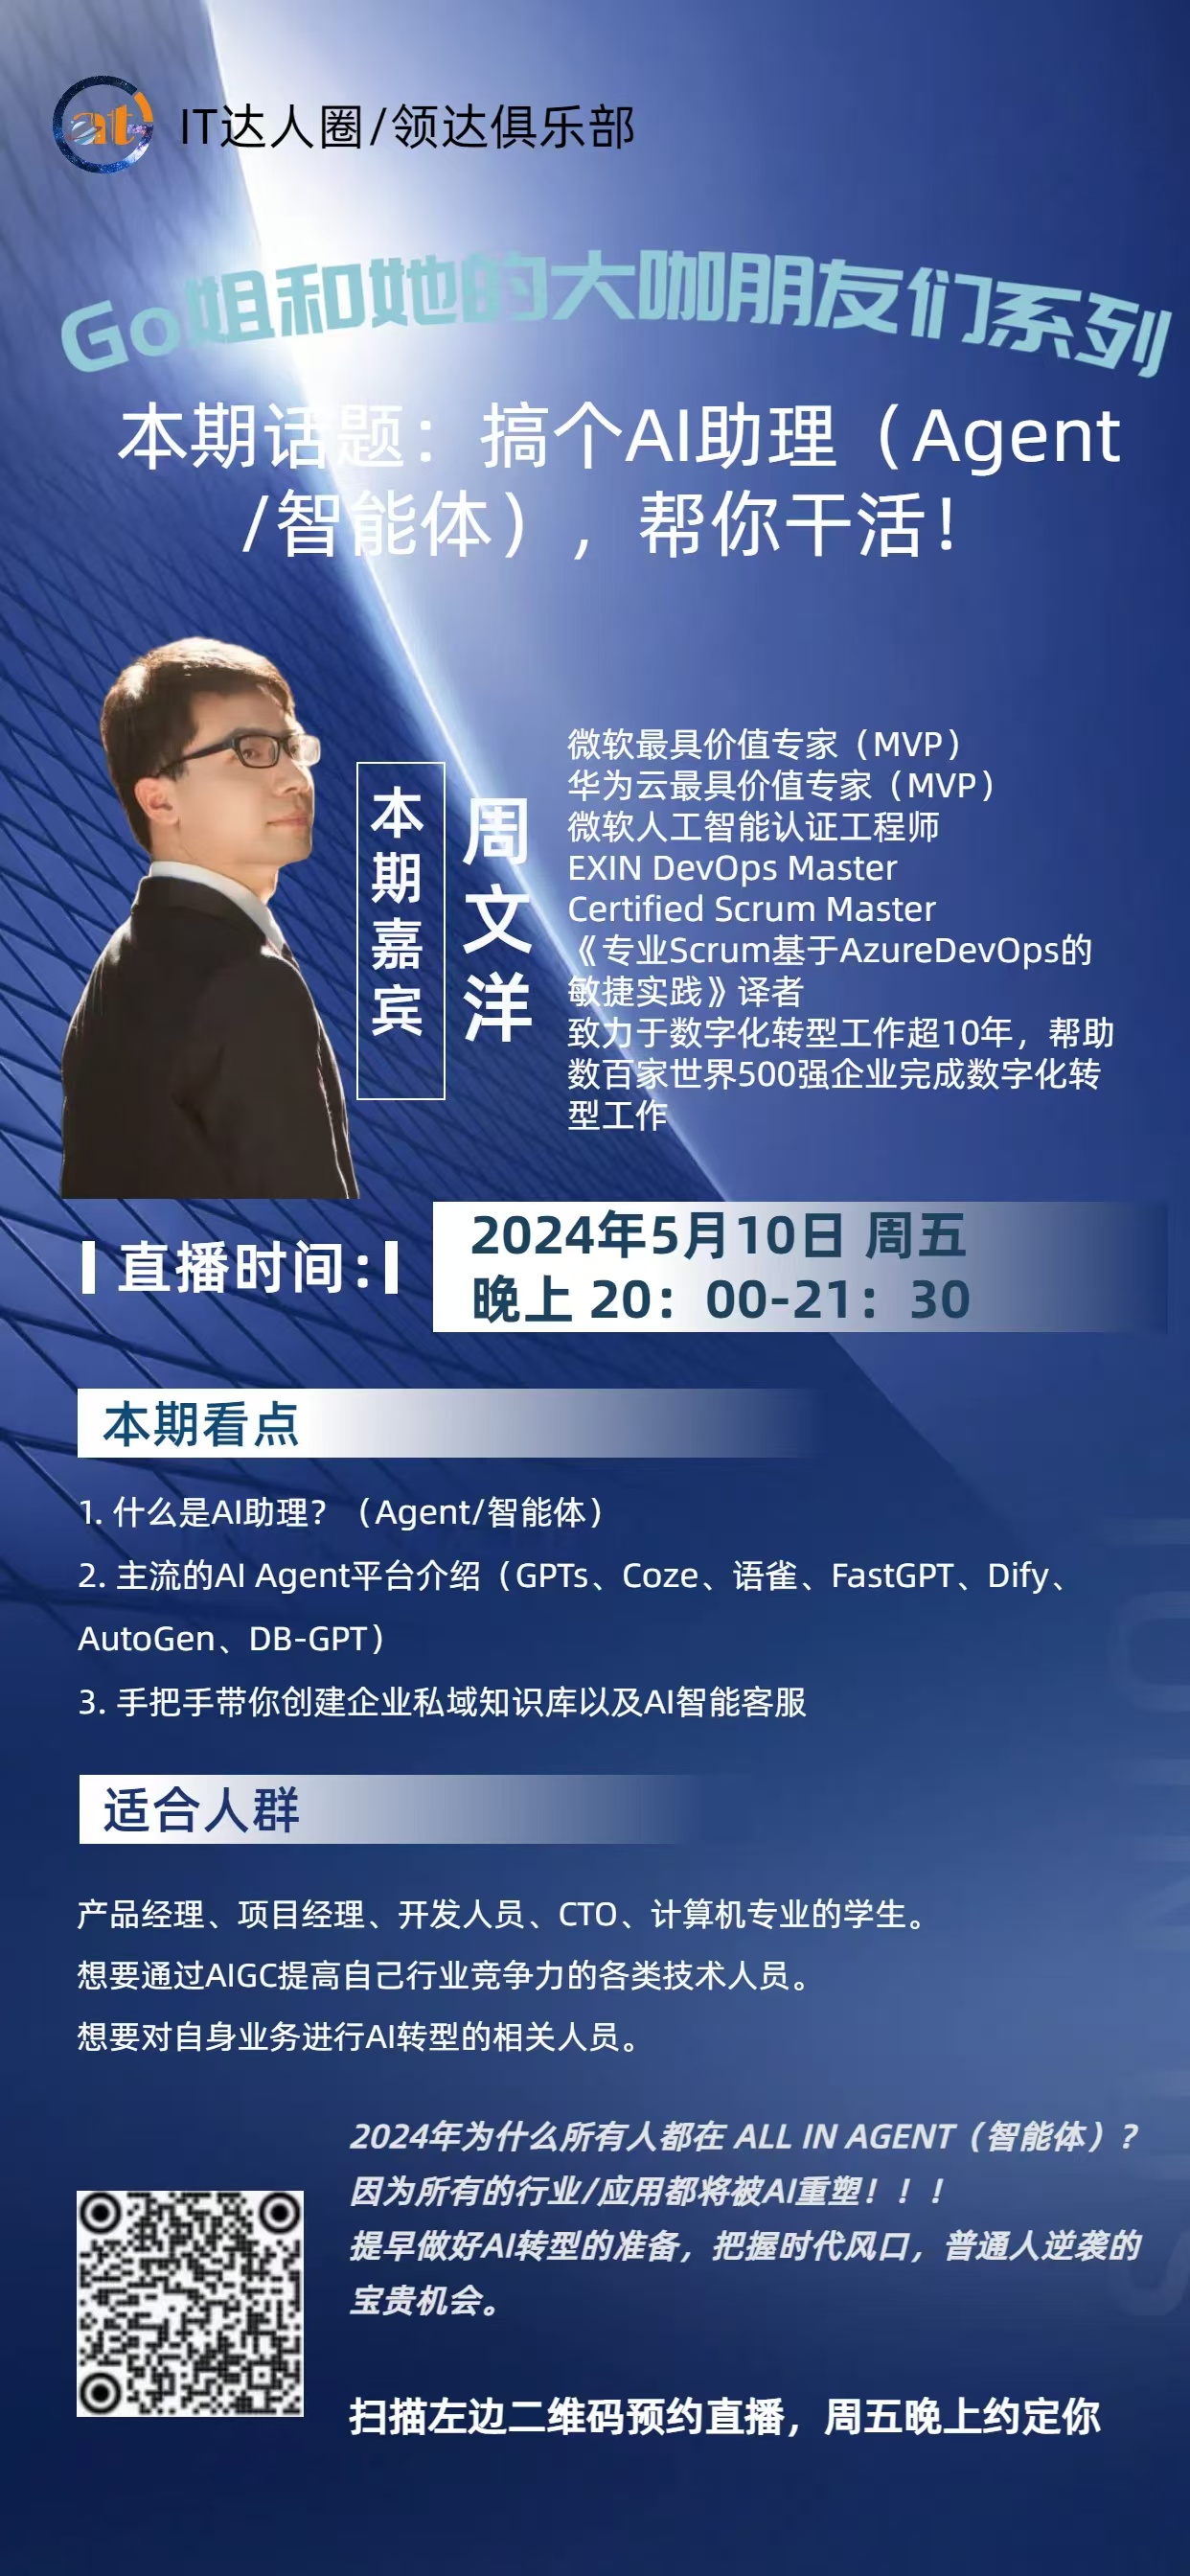 at
IT达人圈/领达俱乐部
Go姐和她的大咖朋友们系列
本期话题：搞个AI助理（Agent
/智能体），帮你干活！
本期嘉宾
周文洋
微软最具价值专家（MVP）
华为云最具价值专家（MVP）
微软人工智能认证工程师
EXIN DevOps Master
Certified Scrum Master
《专业Scrum基于AzureDevOps的
敏捷实践》译者
致力于数字化转型工作超10年，帮助
数百家世界500强企业完成数字化转
型工作
直播时间：
2024年5月10日 周五
晚上 20：00-21：30
本期看点
1. 什么是AI助理？（Agent/智能体）
2. 主流的AI Agent平台介绍（GPTs、Coze、语雀、FastGPT、Dify、
AutoGen、DB-GPT）
3. 手把手带你创建企业私域知识库以及AI智能客服
适合人群
产品经理、项目经理、开发人员、CTO、计算机专业的学生。
想要通过AIGC提高自己行业竞争力的各类技术人员。
想要对自身业务进行AI转型的相关人员。
2024年为什么所有人都在 ALL IN AGENT（智能体）？
因为所有的行业/应用都将被AI重塑！！！
提早做好AI转型的准备，把握时代风口，普通人逆袭的
宝贵机会。
扫描左边二维码预约直播，周五晚上约定你